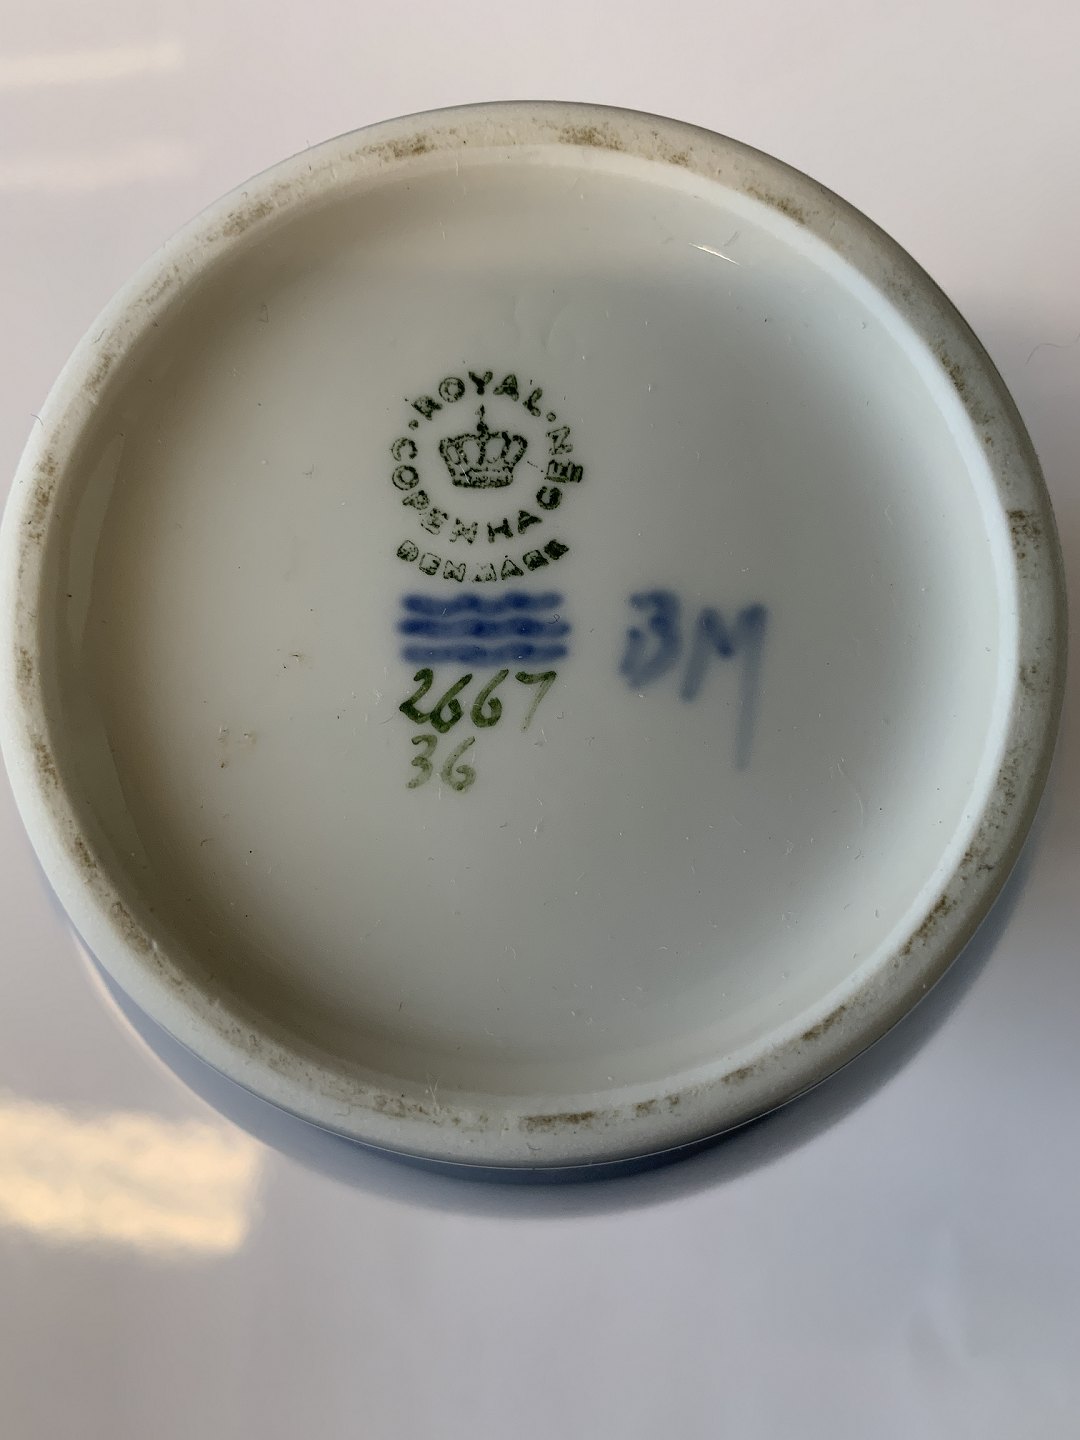 ROYAL
COPENHAGEN
DENMARK
BM
2667
36